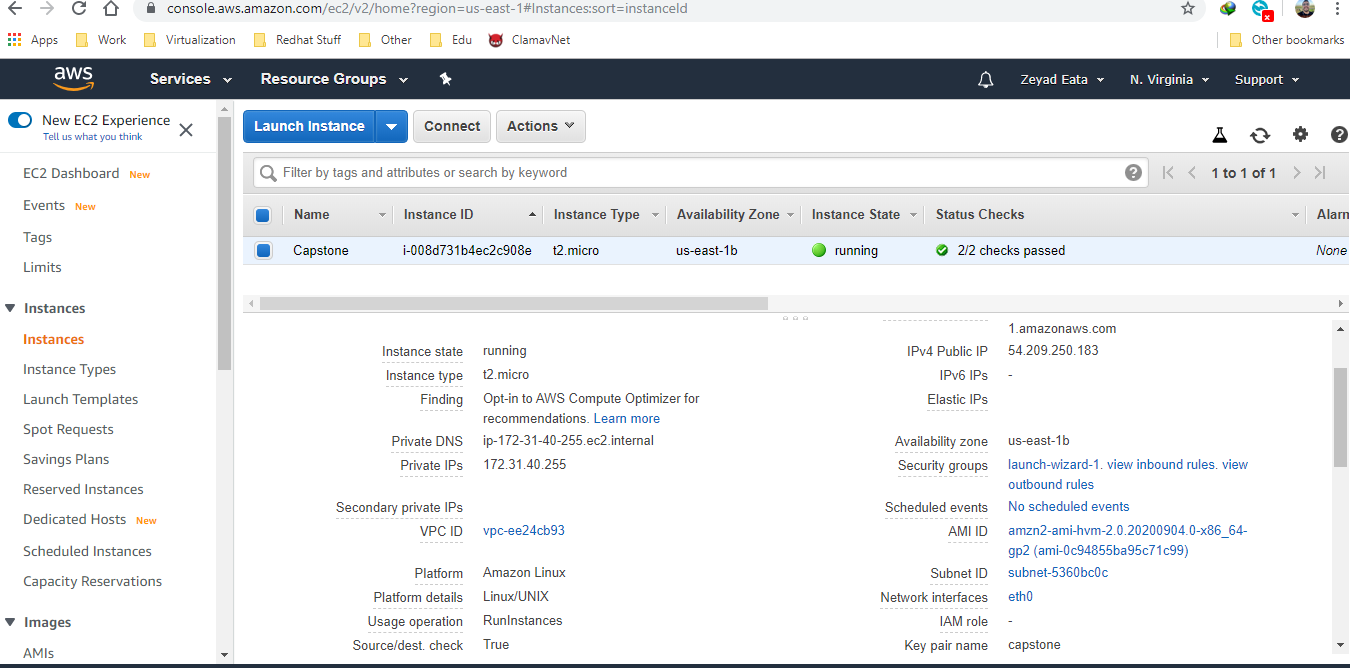 console.aws.amazon.com/ec2/v2/home?region=us-east-1#Instances:sort=instanceId
Apps Work Virtualization Redhat Stuff Other Edu ClamavNet Other bookmarks
aws Services Resource Groups Zeyad Eata N. Virginia Support
New EC2 Experience
Tell us what you think
EC2 Dashboard New
Events New
Tags
Limits
Instances
Instances
Instance Types
Launch Templates
Spot Requests
Savings Plans
Reserved Instances
Dedicated Hosts New
Scheduled Instances
Capacity Reservations
Images
AMIs
Launch Instance Connect Actions
Filter by tags and attributes or search by keyword
1 to 1 of 1
Name Instance ID Instance Type Availability Zone Instance State Status Checks Alarm
Capstone i-008d731b4ec2c908e t2.micro us-east-1b running 2/2 checks passed None
Instance state running
Instance type t2.micro
Finding Opt-in to AWS Compute Optimizer for
recommendations. Learn more
Private DNS ip-172-31-40-255.ec2.internal
Private IPs 172.31.40.255
Secondary private IPs
VPC ID vpc-ee24cb93
Platform Amazon Linux
Platform details Linux/UNIX
Usage operation RunInstances
Source/dest. check True
1.amazonaws.com
IPv4 Public IP 54.209.250.183
IPv6 IPs -
Elastic IPs
Availability zone us-east-1b
Security groups launch-wizard-1. view inbound rules. view
outbound rules
Scheduled events No scheduled events
AMI ID amzn2-ami-hvm-2.0.20200904.0-x86_64-
gp2 (ami-0c94855ba95c71c99)
Subnet ID subnet-5360bc0c
Network interfaces eth0
IAM role -
Key pair name capstone